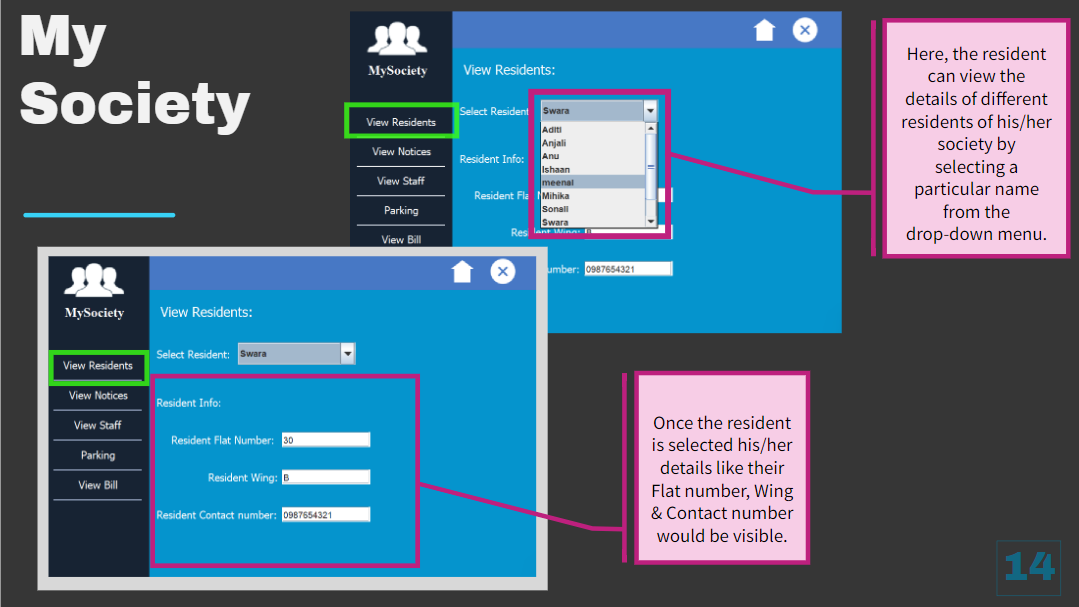 My
Society
MySociety
View Residents:
Select Resident
Swara
Aditi
Anjali
Anu
Ishaan
meenal
Mihika
Sonali
Swara
View Residents
View Notices
View Staff
Parking
View Bill
Resident Info:
Resident Fla
Resident Wing:
B
umber:
0987654321
Here, the resident
can view the
details of different
residents of his/her
society by
selecting a
particular name
from the
drop-down menu.
MySociety
View Residents:
Select Resident:
Swara
View Residents
View Notices
View Staff
Parking
View Bill
Resident Info:
Resident Flat Number:
30
Resident Wing:
B
Resident Contact number:
0987654321
Once the resident
is selected his/her
details like their
Flat number, Wing
& Contact number
would be visible.
14